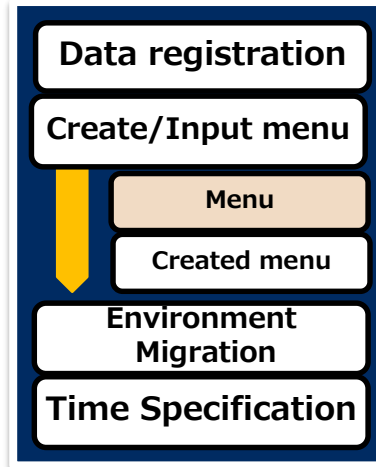 Data registration
Create/Input menu
Menu
Created menu
Environment
Migration
Time Specification